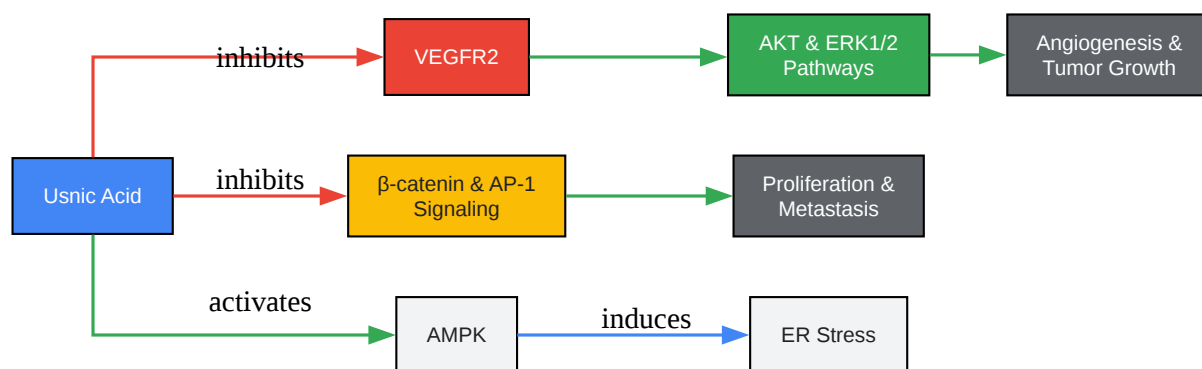 inhibits
VEGFR2
AKT & ERK1/2
Pathways
Angiogenesis &
Tumor Growth
Usnic Acid
inhibits
β-catenin & AP-1
Signaling
Proliferation &
Metastasis
activates
AMPK
induces
ER Stress